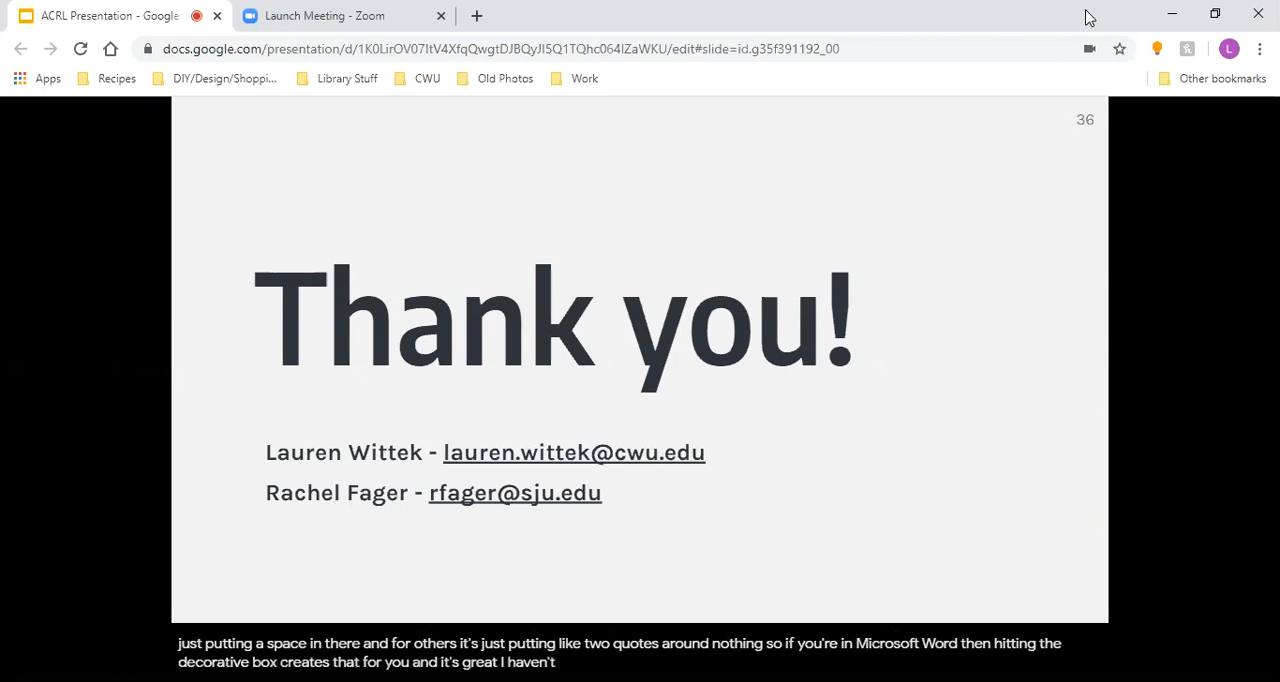 ACRL Presentation - Google
Launch Meeting - Zoom
docs.google.com/presentation/d/1K0LirOV07ltV4XfqQwgtDJBQyJI5Q1TQhc064lZaWKU/edit#slide=id.g35f391192_00
L
Apps Recipes DIY/Design/Shoppi... Library Stuff CWU Old Photos Work Other bookmarks
36
Thank you!
Lauren Wittek - lauren.wittek@cwu.edu
Rachel Fager - rfager@sju.edu
just putting a space in there and for others it's just putting like two quotes around nothing so if you're in Microsoft Word then hitting the
decorative box creates that for you and it's great I haven't